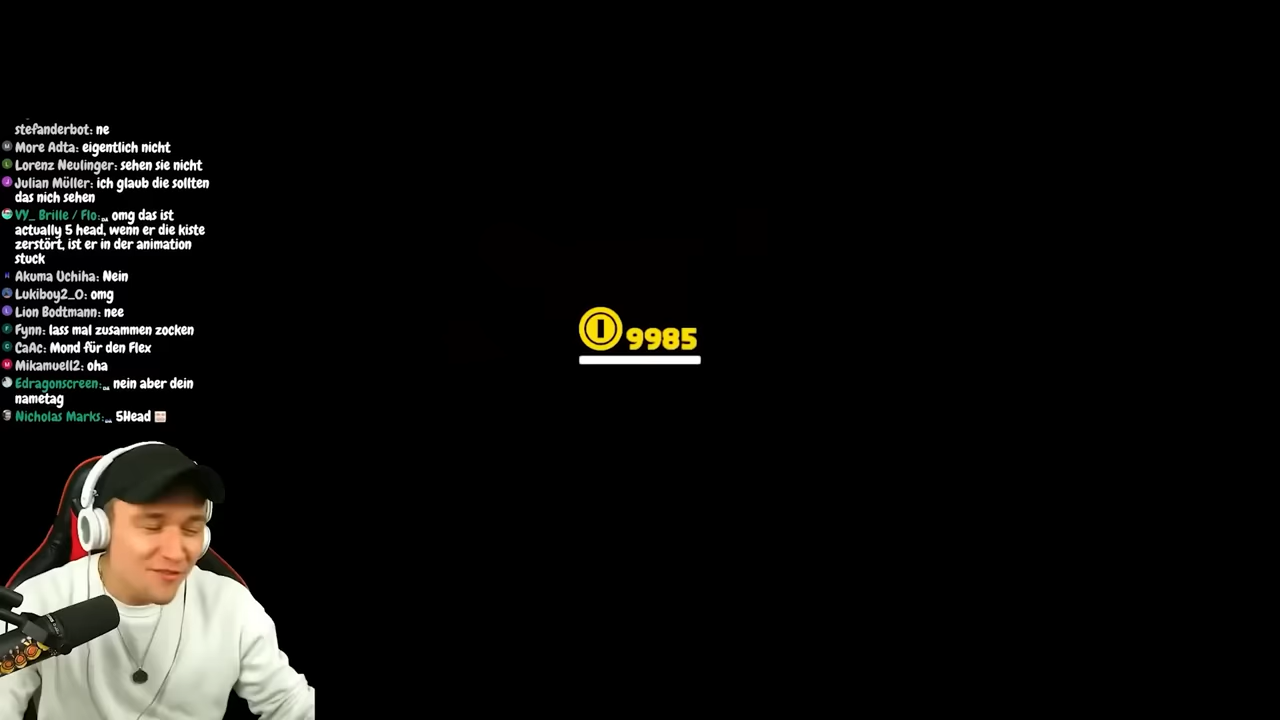 stefanderbot: ne
More Adta: eigentlich nicht
Lorenz Neulinger: sehen sie nicht
Julian Müller: ich glaub die sollten
das nich sehen
VY_ Brille / Flo: omg das ist
actually 5 head, wenn er die kiste
zerstört, ist er in der animation
stuck
Akuma Uchiha: Nein
Lukiboy2_0: omg
Lion Bodtmann: nee
Fynn: lass mal zusammen zocken
CaAc: Mond für den Flex
Mikamuell2: oha
Edragonscreen: nein aber dein
nametag
Nicholas Marks: 5Head
9985